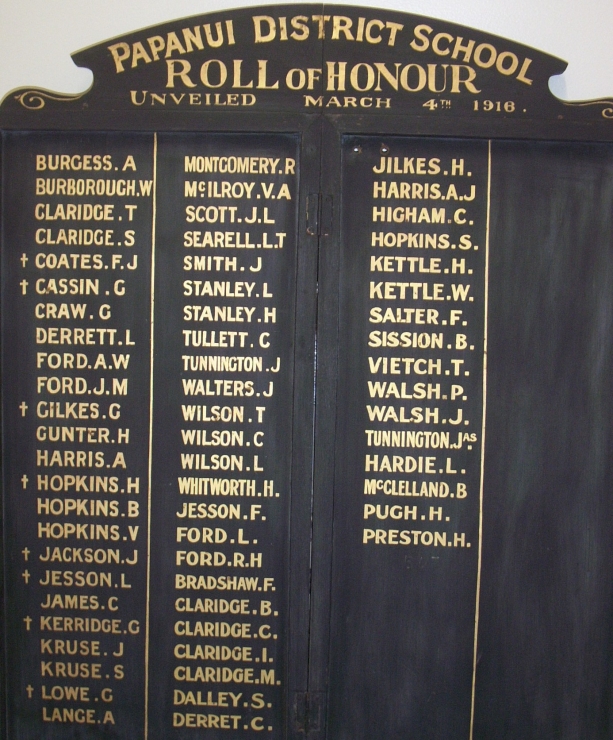 PAPANUI DISTRICT SCHOOL
ROLL OF HONOUR
UNVEILED MARCH 4TH 1916.
BURGESS.A
BURBOROUGH.W
CLARIDGE.T
CLARIDGE.S
† COATES.F.J
† CASSIN.G
CRAW.G
DERRETT.L
FORD.A.W
FORD.J.M
† GILKES.G
GUNTER.H
HARRIS.A
† HOPKINS.H
HOPKINS.B
HOPKINS.V
† JACKSON.J
† JESSON.L
JAMES.C
† KERRIDGE.G
KRUSE.J
KRUSE.S
† LOWE.G
LANGE.A
MONTGOMERY.R
McILROY.V.A
SCOTT.J.L
SEARELL.L.T
SMITH.J
STANLEY.L
STANLEY.H
TULLETT.C
TUNNINGTON.J
WALTERS.J
WILSON.T
WILSON.C
WILSON.L
WHITWORTH.H.
JESSON.F.
FORD.L.
FORD.R.H
BRADSHAW.F.
CLARIDGE.B.
CLARIDGE.C.
CLARIDGE.I.
CLARIDGE.M.
DALLEY.S.
DERRET.C.
JILKES.H.
HARRIS.A.J
HIGHAM.C.
HOPKINS.S.
KETTLE.H.
KETTLE.W.
SALTER.F.
SISSION.B.
VIETCH.T.
WALSH.P.
WALSH.J.
TUNNINGTON.JAS
HARDIE.L.
McCLELLAND.B
PUGH.H.
PRESTON.H.